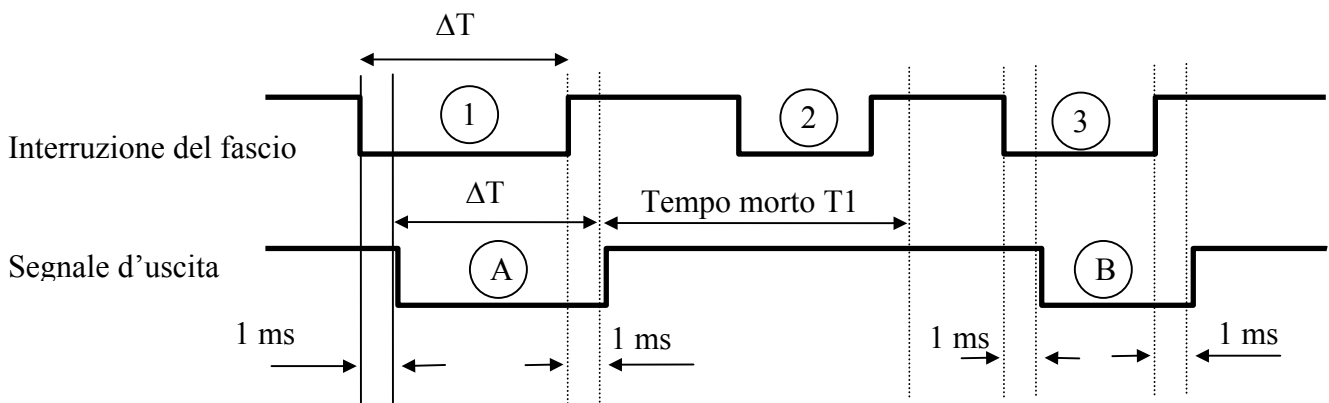 ΔT
1
2
3
Interruzione del fascio
ΔT
Tempo morto T1
Segnale d'uscita
A
B
1 ms
1 ms
1 ms
1 ms